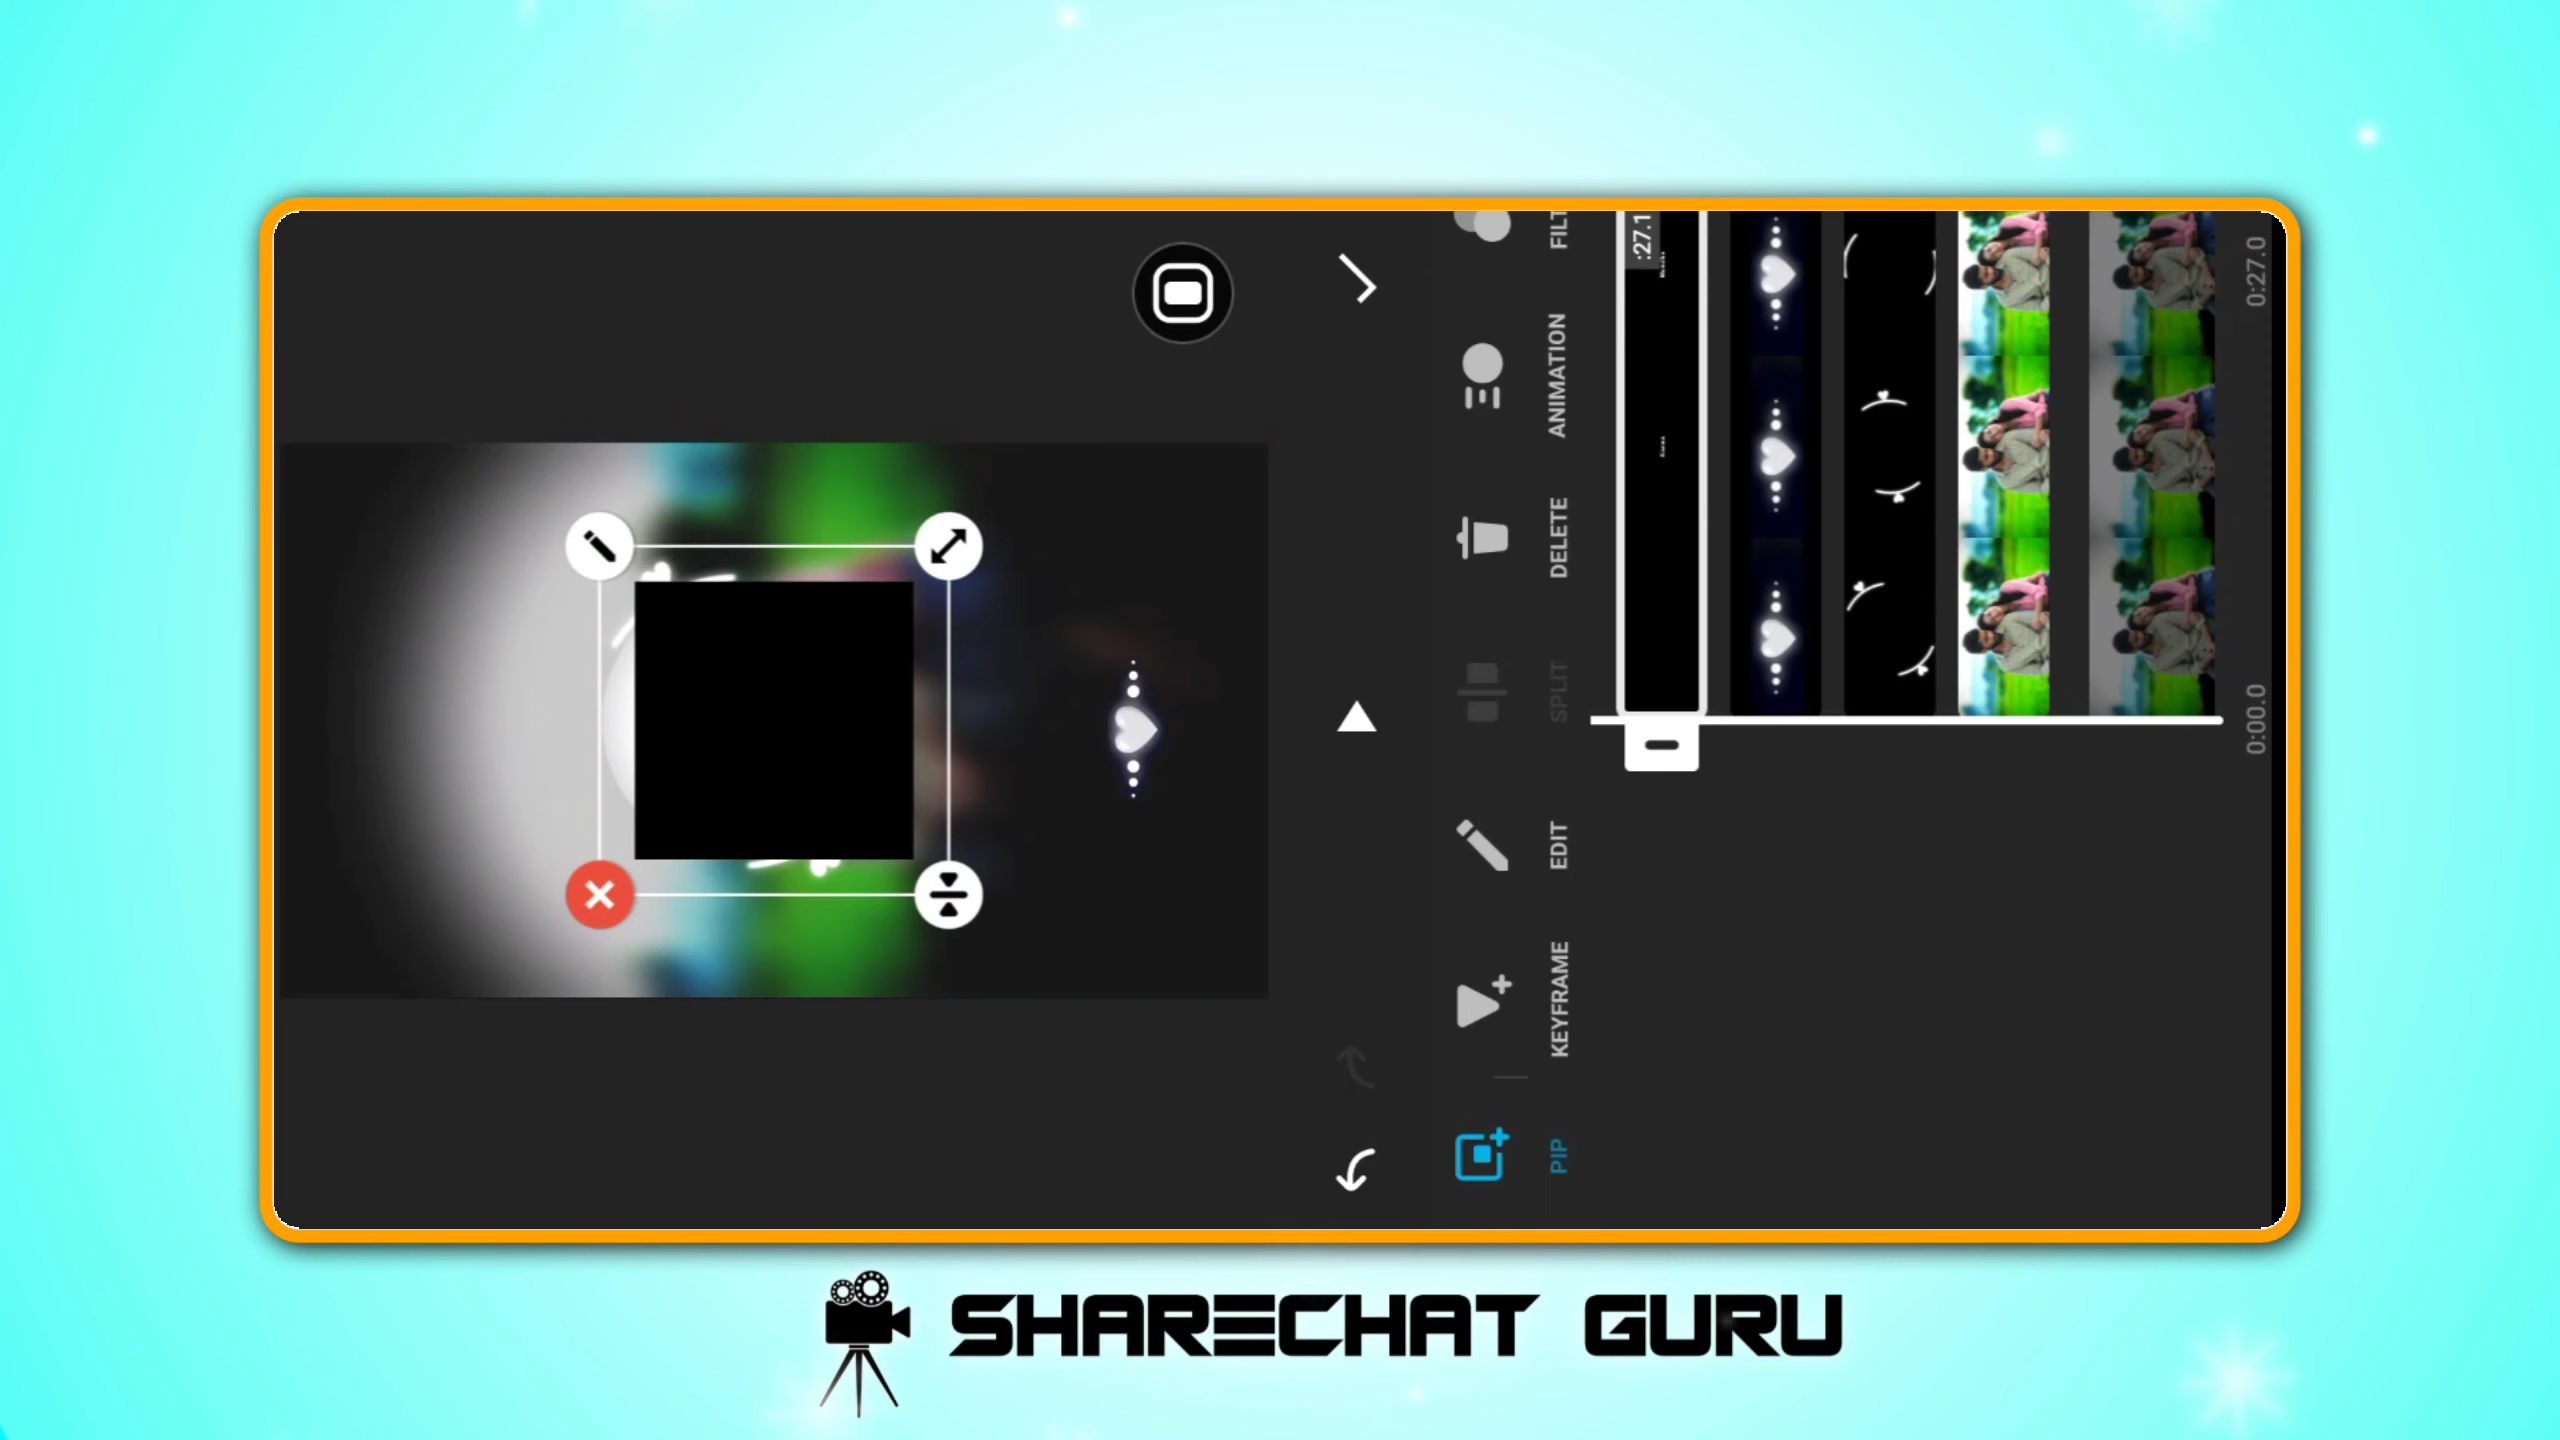 PIP
KEYFRAME
EDIT
SPLIT
DELETE
ANIMATION
FILT
:27.1
0:00.0
0:27.0
SHARECHAT GURU